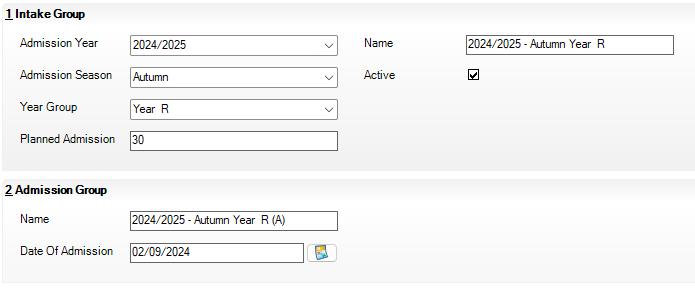 1 Intake Group
Admission Year 2024/2025 Name 2024/2025 - Autumn Year R
Admission Season Autumn Active
Year Group Year R
Planned Admission 30
2 Admission Group
Name 2024/2025 - Autumn Year R (A)
Date Of Admission 02/09/2024